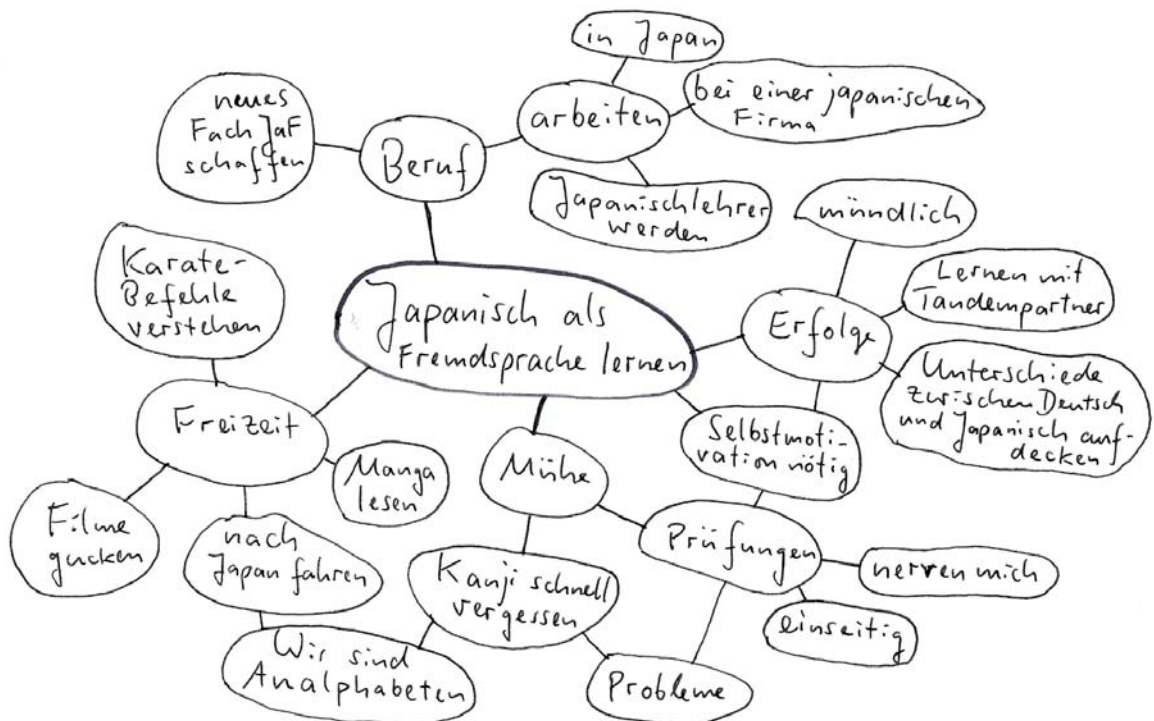 in Japan
bei einer japanischen
Firma
arbeiten
neues
Fach JaF
schaffen
Beruf
Japanischlehrer
werden
mündlich
Karate-
Befehle
verstehen
Lernen mit
Tandempartner
Japanisch als
Fremdsprache lernen
Erfolge
Unterschiede
zwischen Deutsch
und Japanisch auf-
decken
Freizeit
Selbstmoti-
vation nötig
Manga
lesen
Mühe
Filme
gucken
nach
Japan fahren
Prüfungen
Kanji schnell
vergessen
nerven mich
einseitig
Wir sind
Analphabeten
Probleme